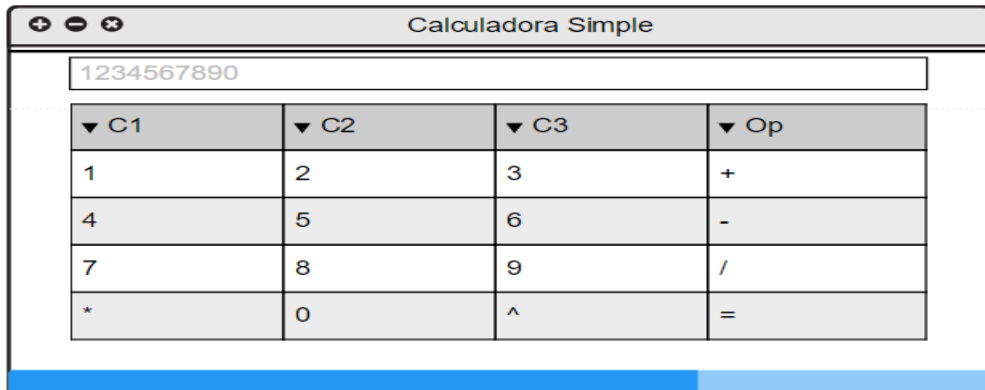 Calculadora Simple
1234567890
C1 C2 C3 Op
1 2 3 +
4 5 6 -
7 8 9 /
* 0 ^ =